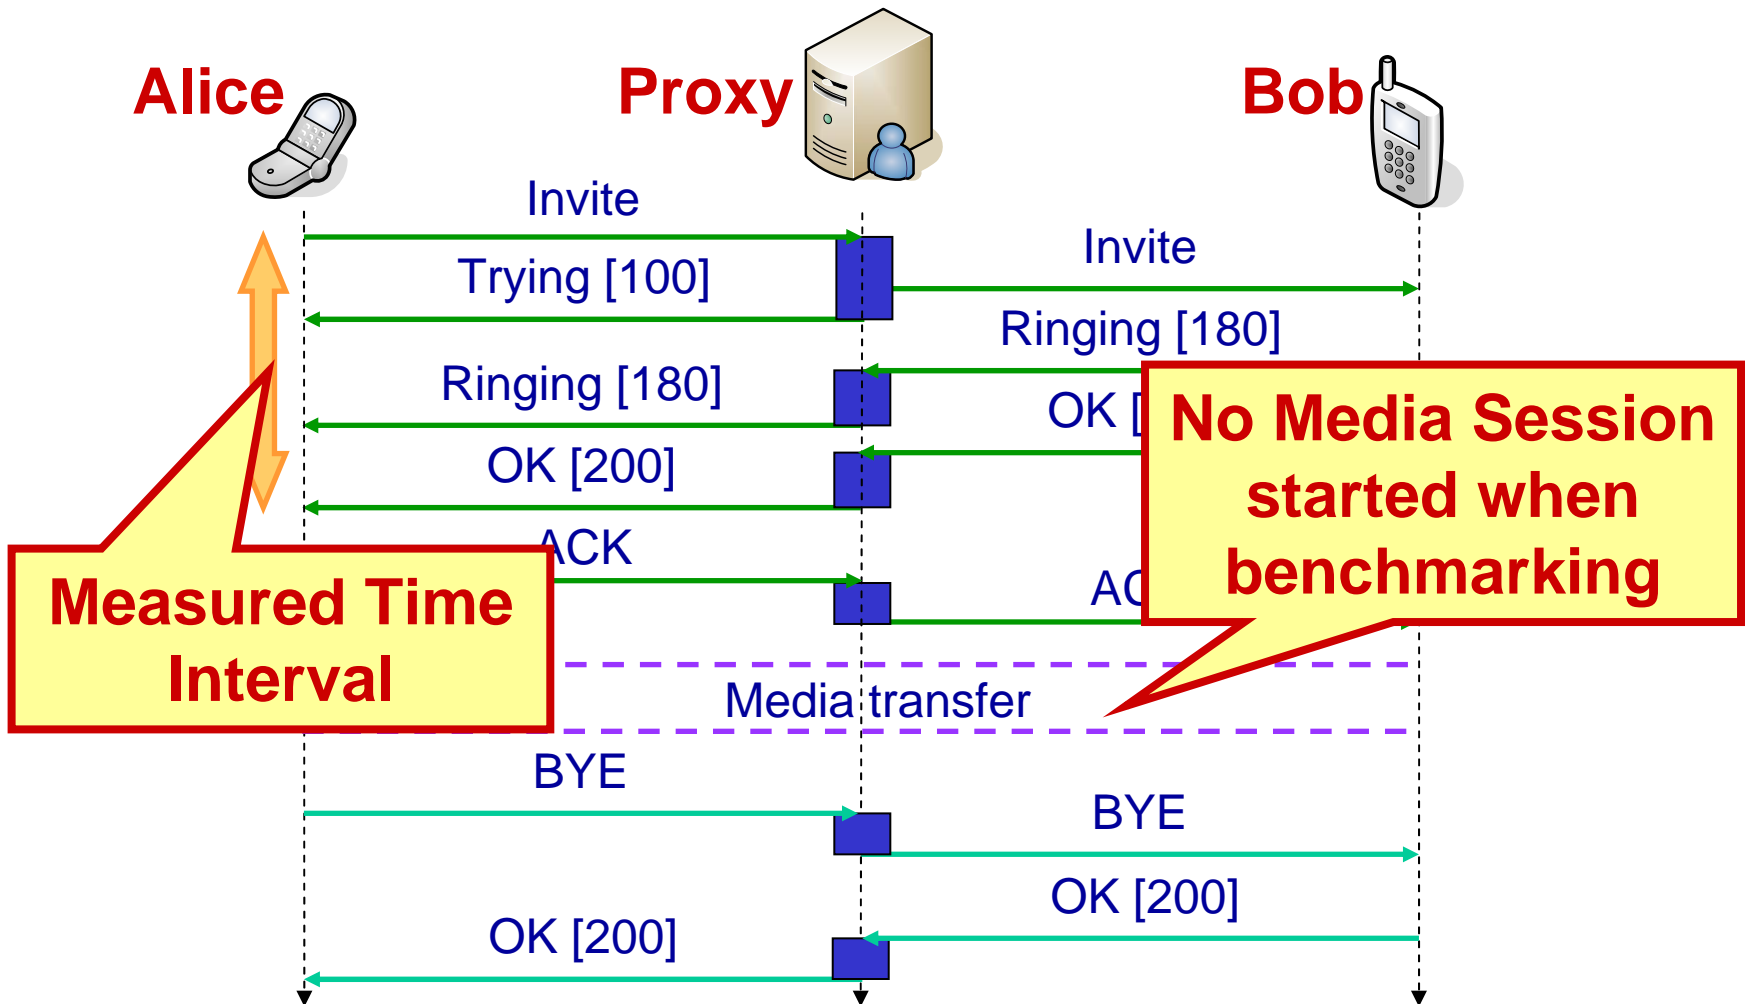 Alice
Proxy
Bob
Invite
Invite
Trying [100]
Ringing [180]
Ringing [180]
OK [
OK [200]
ACK
No Media Session
started when
benchmarking
Measured Time
Interval
Media transfer
BYE
BYE
OK [200]
OK [200]